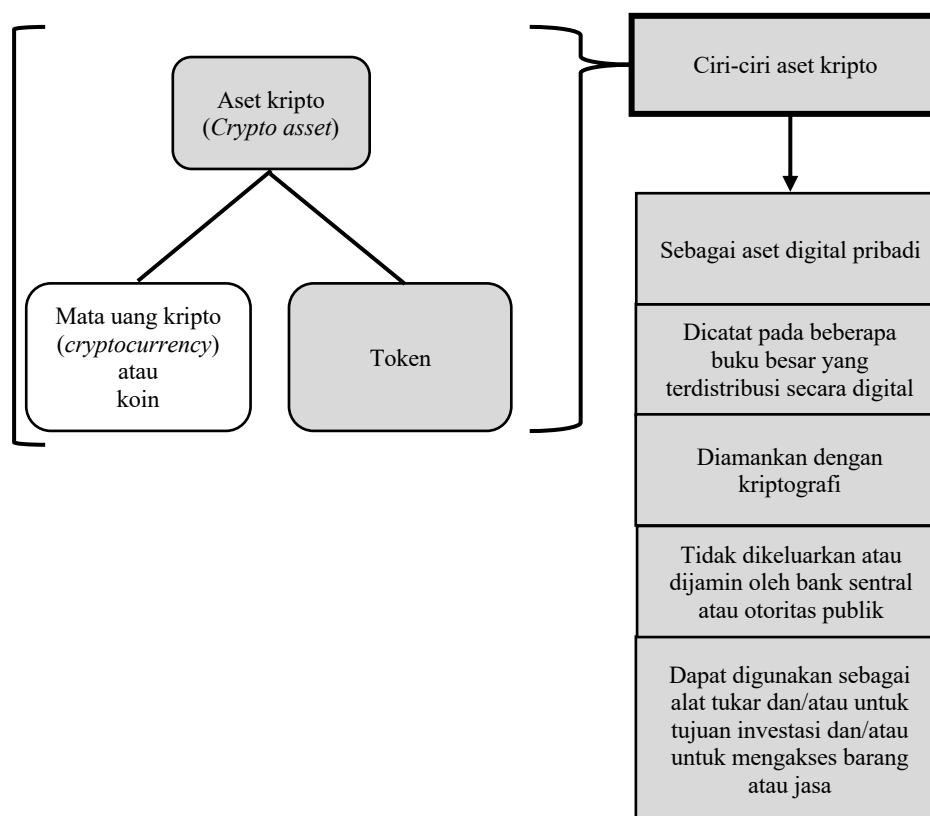 Aset kripto
(Crypto asset)
Mata uang kripto
(cryptocurrency)
atau
koin
Token
Ciri-ciri aset kripto
Sebagai aset digital pribadi
Dicatat pada beberapa
buku besar yang
terdistribusi secara digital
Diamankan dengan
kriptografi
Tidak dikeluarkan atau
dijamin oleh bank sentral
atau otoritas publik
Dapat digunakan sebagai
alat tukar dan/atau untuk
tujuan investasi dan/atau
untuk mengakses barang
atau jasa